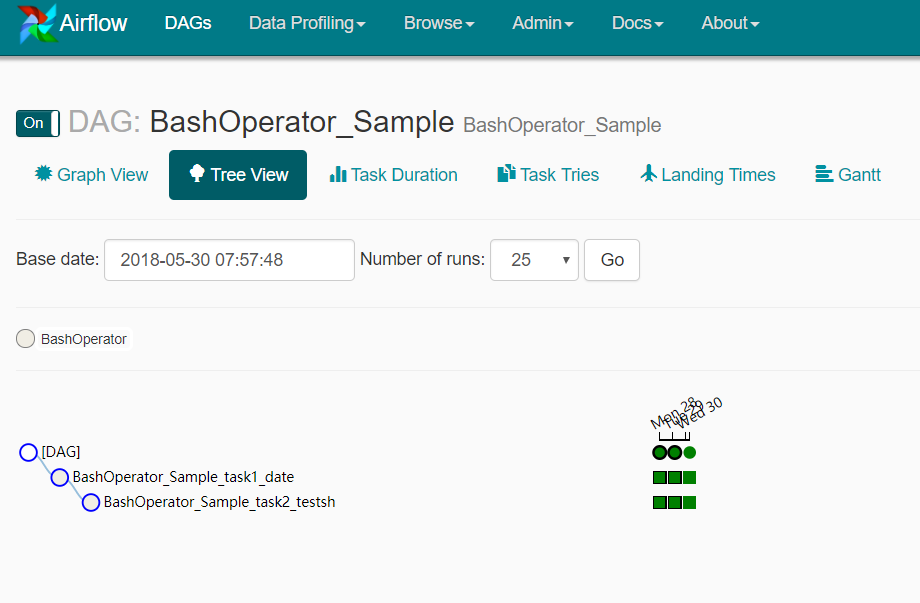 Airflow DAGs Data Profiling Browse Admin Docs About
On DAG: BashOperator_Sample BashOperator_Sample
Graph View Tree View Task Duration Task Tries Landing Times Gantt
Base date: 2018-05-30 07:57:48 Number of runs: 25 Go
BashOperator
Mon 28 Tue 29 Wed 30
[DAG]
BashOperator_Sample_task1_date
BashOperator_Sample_task2_testsh